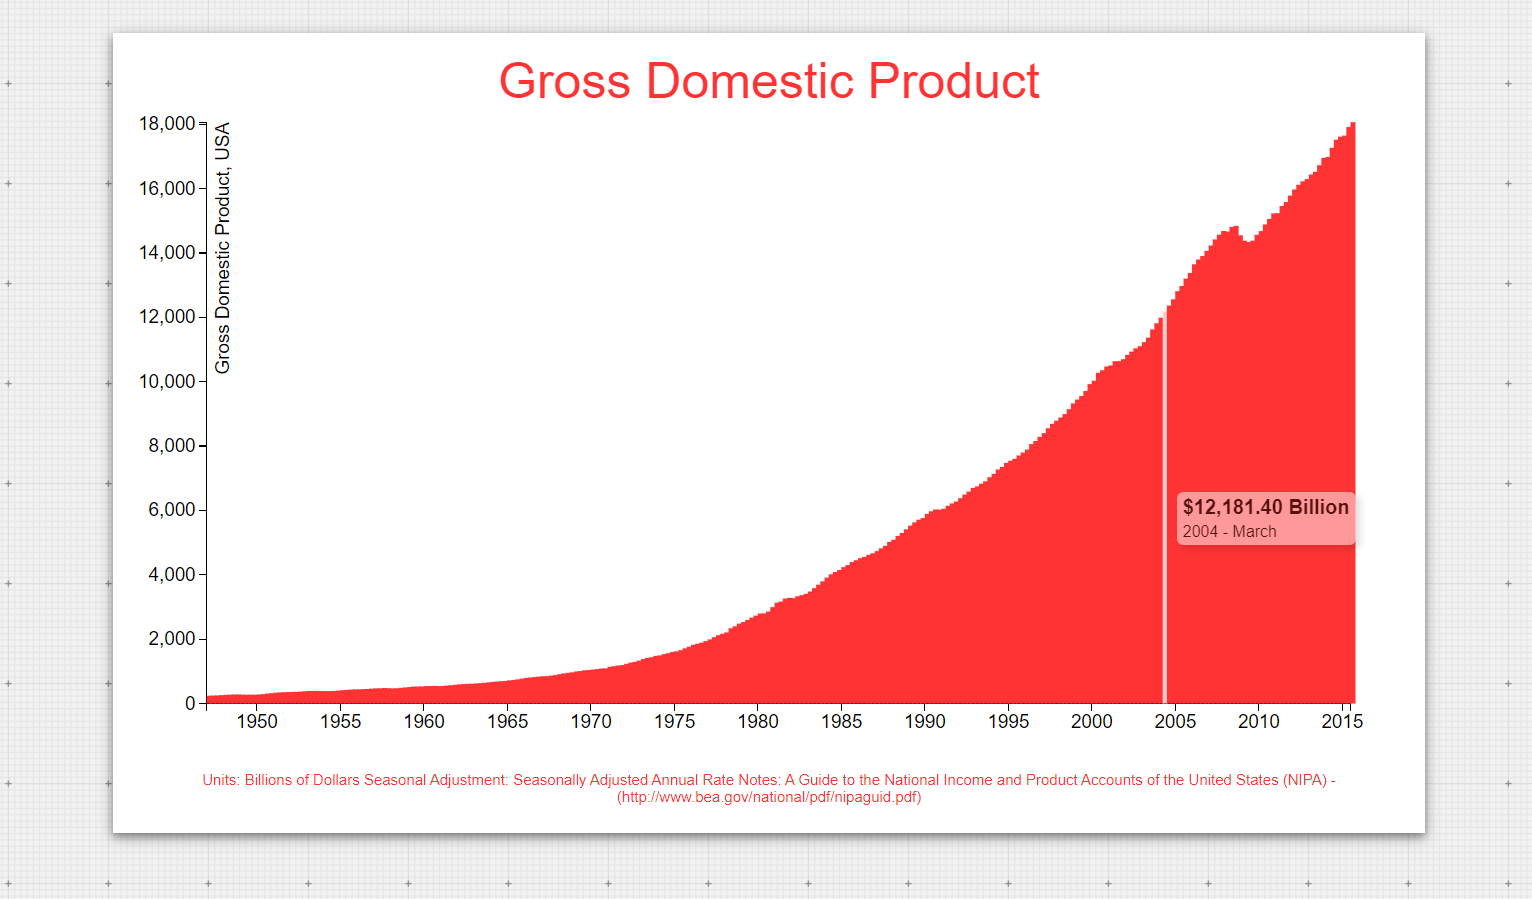 Gross Domestic Product
18,000
16,000
14,000
12,000
10,000
8,000
6,000
4,000
2,000
0
Gross Domestic Product, USA
$12,181.40 Billion
2004 - March
1950 1955 1960 1965 1970 1975 1980 1985 1990 1995 2000 2005 2010 2015
Units: Billions of Dollars Seasonal Adjustment: Seasonally Adjusted Annual Rate Notes: A Guide to the National Income and Product Accounts of the United States (NIPA) -
(http://www.bea.gov/national/pdf/nipaguid.pdf)